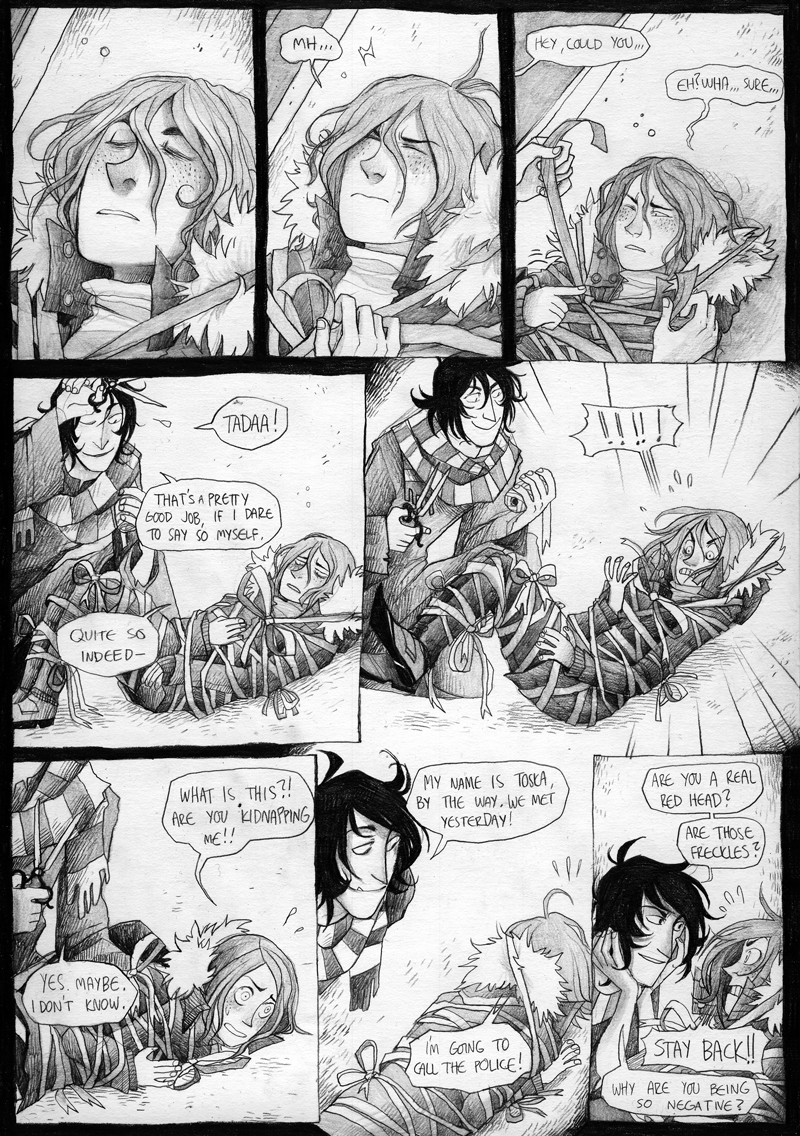 MH...
HEY, COULD YOU...
EH? WHA... SURE...
TADAA!
THAT'S A PRETTY
GOOD JOB, IF I DARE
TO SAY SO MYSELF.
QUITE SO
INDEED—
!!!!!
WHAT IS THIS?!
ARE YOU KIDNAPPING
ME!!
YES. MAYBE.
I DON'T KNOW.
MY NAME IS TOSKA,
BY THE WAY. WE MET
YESTERDAY!
I'M GOING TO
CALL THE POLICE!
ARE YOU A REAL
RED HEAD?
ARE THOSE
FRECKLES?
STAY BACK!!
WHY ARE YOU BEING
SO NEGATIVE?